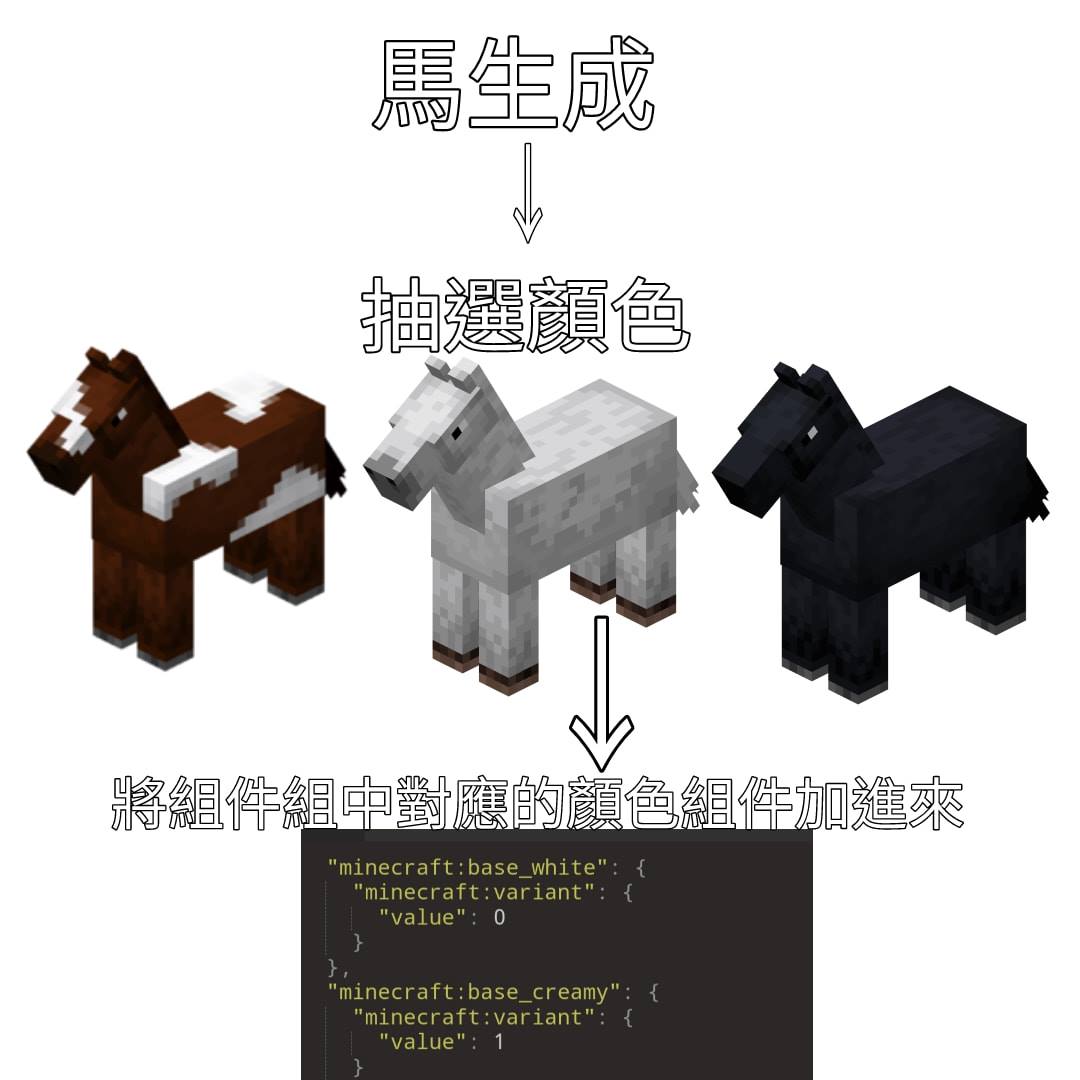 馬生成
抽選顏色
將組件組中對應的顏色組件加進來
"minecraft:base_white": {
"minecraft:variant": {
"value": 0
}
},
"minecraft:base_creamy": {
"minecraft:variant": {
"value": 1
}